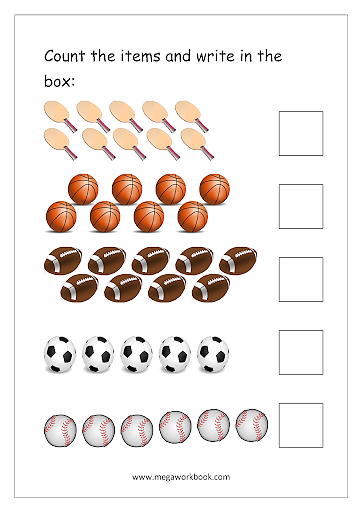 Count the items and write in the
box:
www.megaworkbook.com